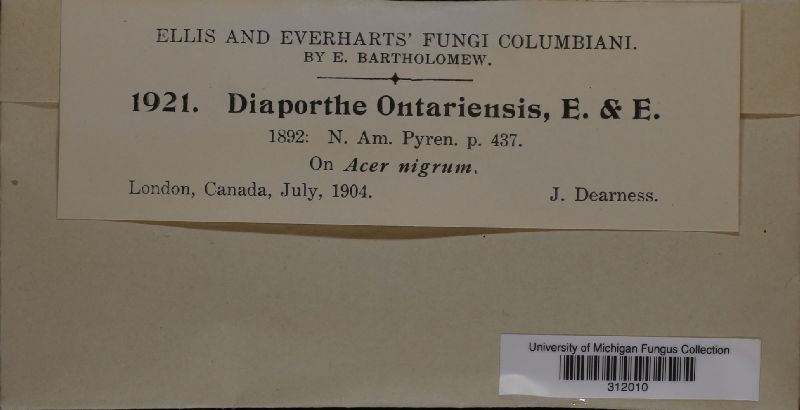 ELLIS AND EVERHARTS' FUNGI COLUMBIANI.
BY E. BARTHOLOMEW.
1921. Diaporthe Ontariensis, E. & E.
1892: N. Am. Pyren. p. 437.
On Acer nigrum.
London, Canada, July, 1904. J. Dearness.
University of Michigan Fungus Collection
312010